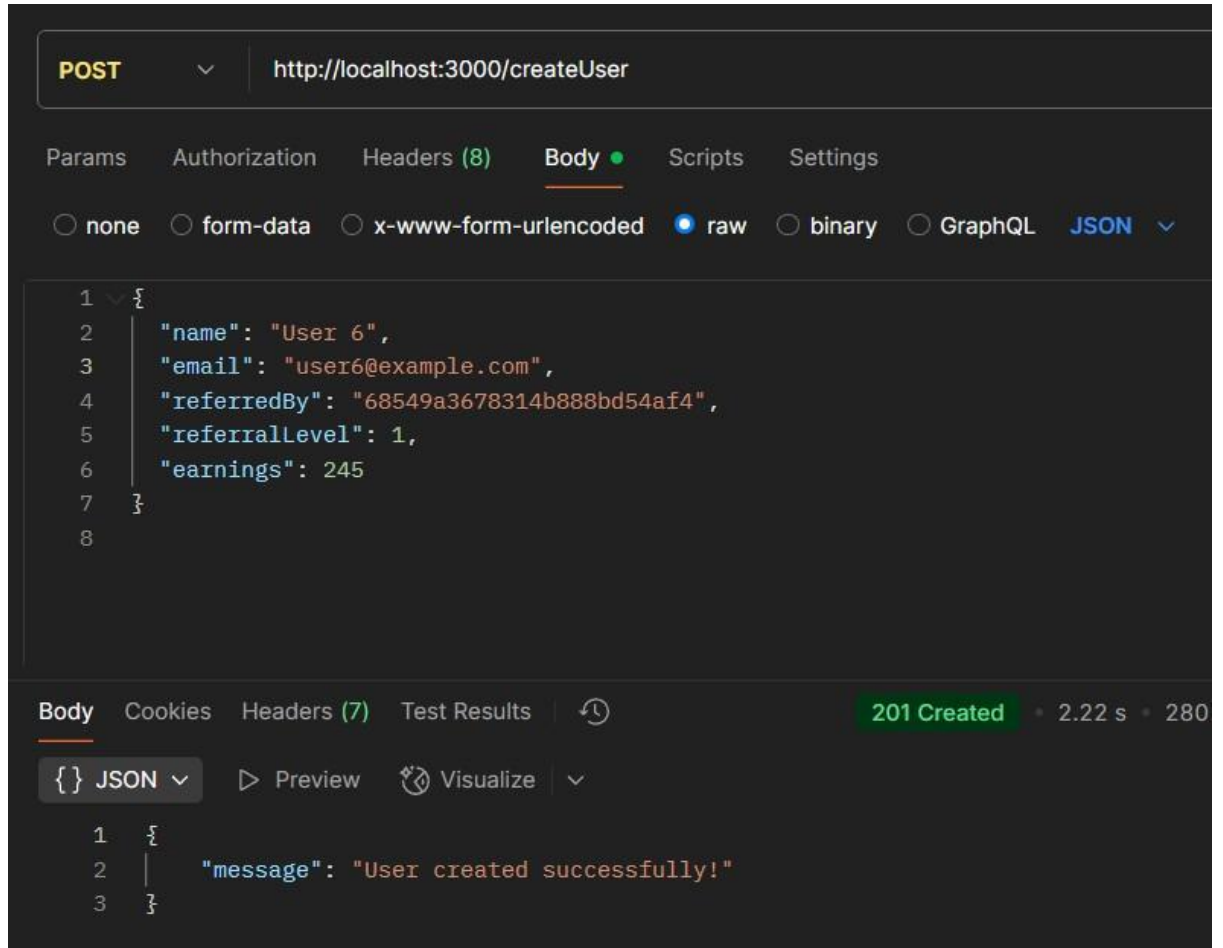 POST http://localhost:3000/createUser
Params Authorization Headers (8) Body Scripts Settings
none form-data x-www-form-urlencoded raw binary GraphQL JSON
1 {
2 "name": "User 6",
3 "email": "user6@example.com",
4 "referredBy": "68549a3678314b888bd54af4",
5 "referralLevel": 1,
6 "earnings": 245
7 }
8
Body Cookies Headers (7) Test Results 201 Created 2.22 s 280
{} JSON Preview Visualize
1 {
2 "message": "User created successfully!"
3 }